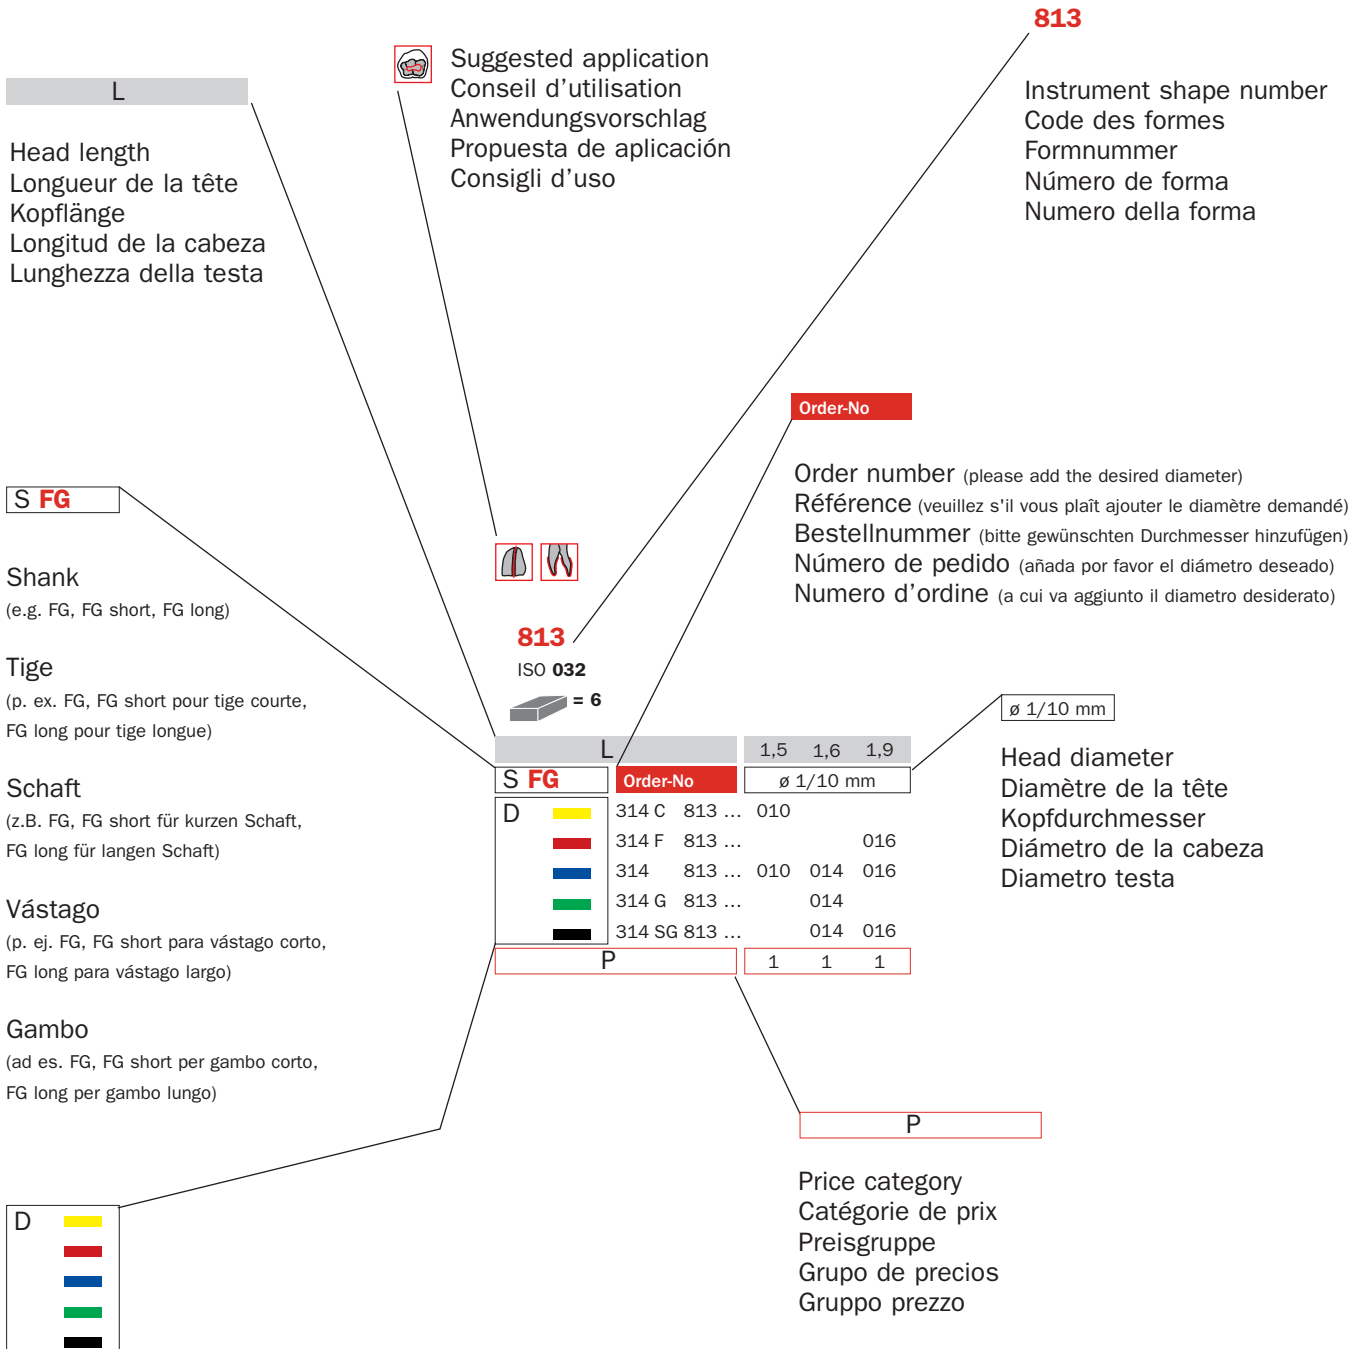 813
Instrument shape number
Code des formes
Formnummer
Número de forma
Numero della forma
Suggested application
Conseil d'utilisation
Anwendungsvorschlag
Propuesta de aplicación
Consigli d'uso
L
Head length
Longueur de la tête
Kopflänge
Longitud de la cabeza
Lunghezza della testa
Order-No
Order number (please add the desired diameter)
Référence (veuillez s'il vous plaît ajouter le diamètre demandé)
Bestellnummer (bitte gewünschten Durchmesser hinzufügen)
Número de pedido (añada por favor el diámetro deseado)
Numero d'ordine (a cui va aggiunto il diametro desiderato)
S FG
Shank
(e.g. FG, FG short, FG long)
Tige
(p. ex. FG, FG short pour tige courte,
FG long pour tige longue)
Schaft
(z.B. FG, FG short für kurzen Schaft,
FG long für langen Schaft)
Vástago
(p. ej. FG, FG short para vástago corto,
FG long para vástago largo)
Gambo
(ad es. FG, FG short per gambo corto,
FG long per gambo lungo)
813
ISO 032
= 6
L 1,5 1,6 1,9
S FG Order-No ø 1/10 mm
D 314 C 813 ... 010
314 F 813 ... 016
314 813 ... 010 014 016
314 G 813 ... 014
314 SG 813 ... 014 016
P 1 1 1
ø 1/10 mm
Head diameter
Diamètre de la tête
Kopfdurchmesser
Diámetro de la cabeza
Diametro testa
P
Price category
Catégorie de prix
Preisgruppe
Grupo de precios
Gruppo prezzo
D